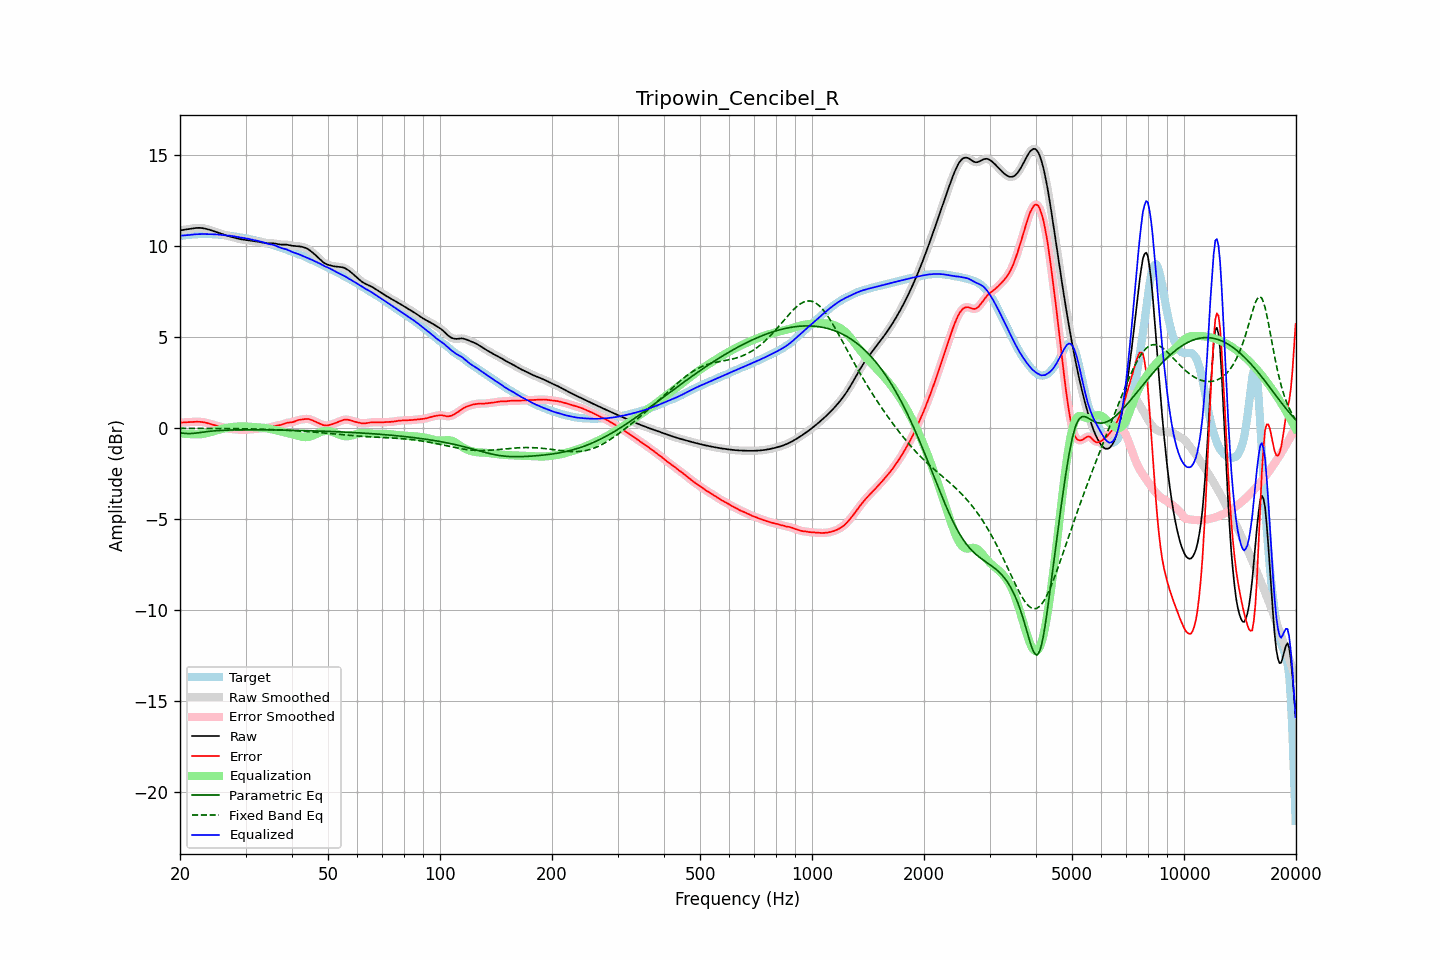 Tripowin_Cencibel_R
15
10
5
0
−5
−10
−15
−20
Amplitude (dBr)
Target
Raw Smoothed
Error Smoothed
Raw
Error
Equalization
Parametric Eq
Fixed Band Eq
Equalized
20 50 100 200 500 1000 2000 5000 10000 20000
Frequency (Hz)